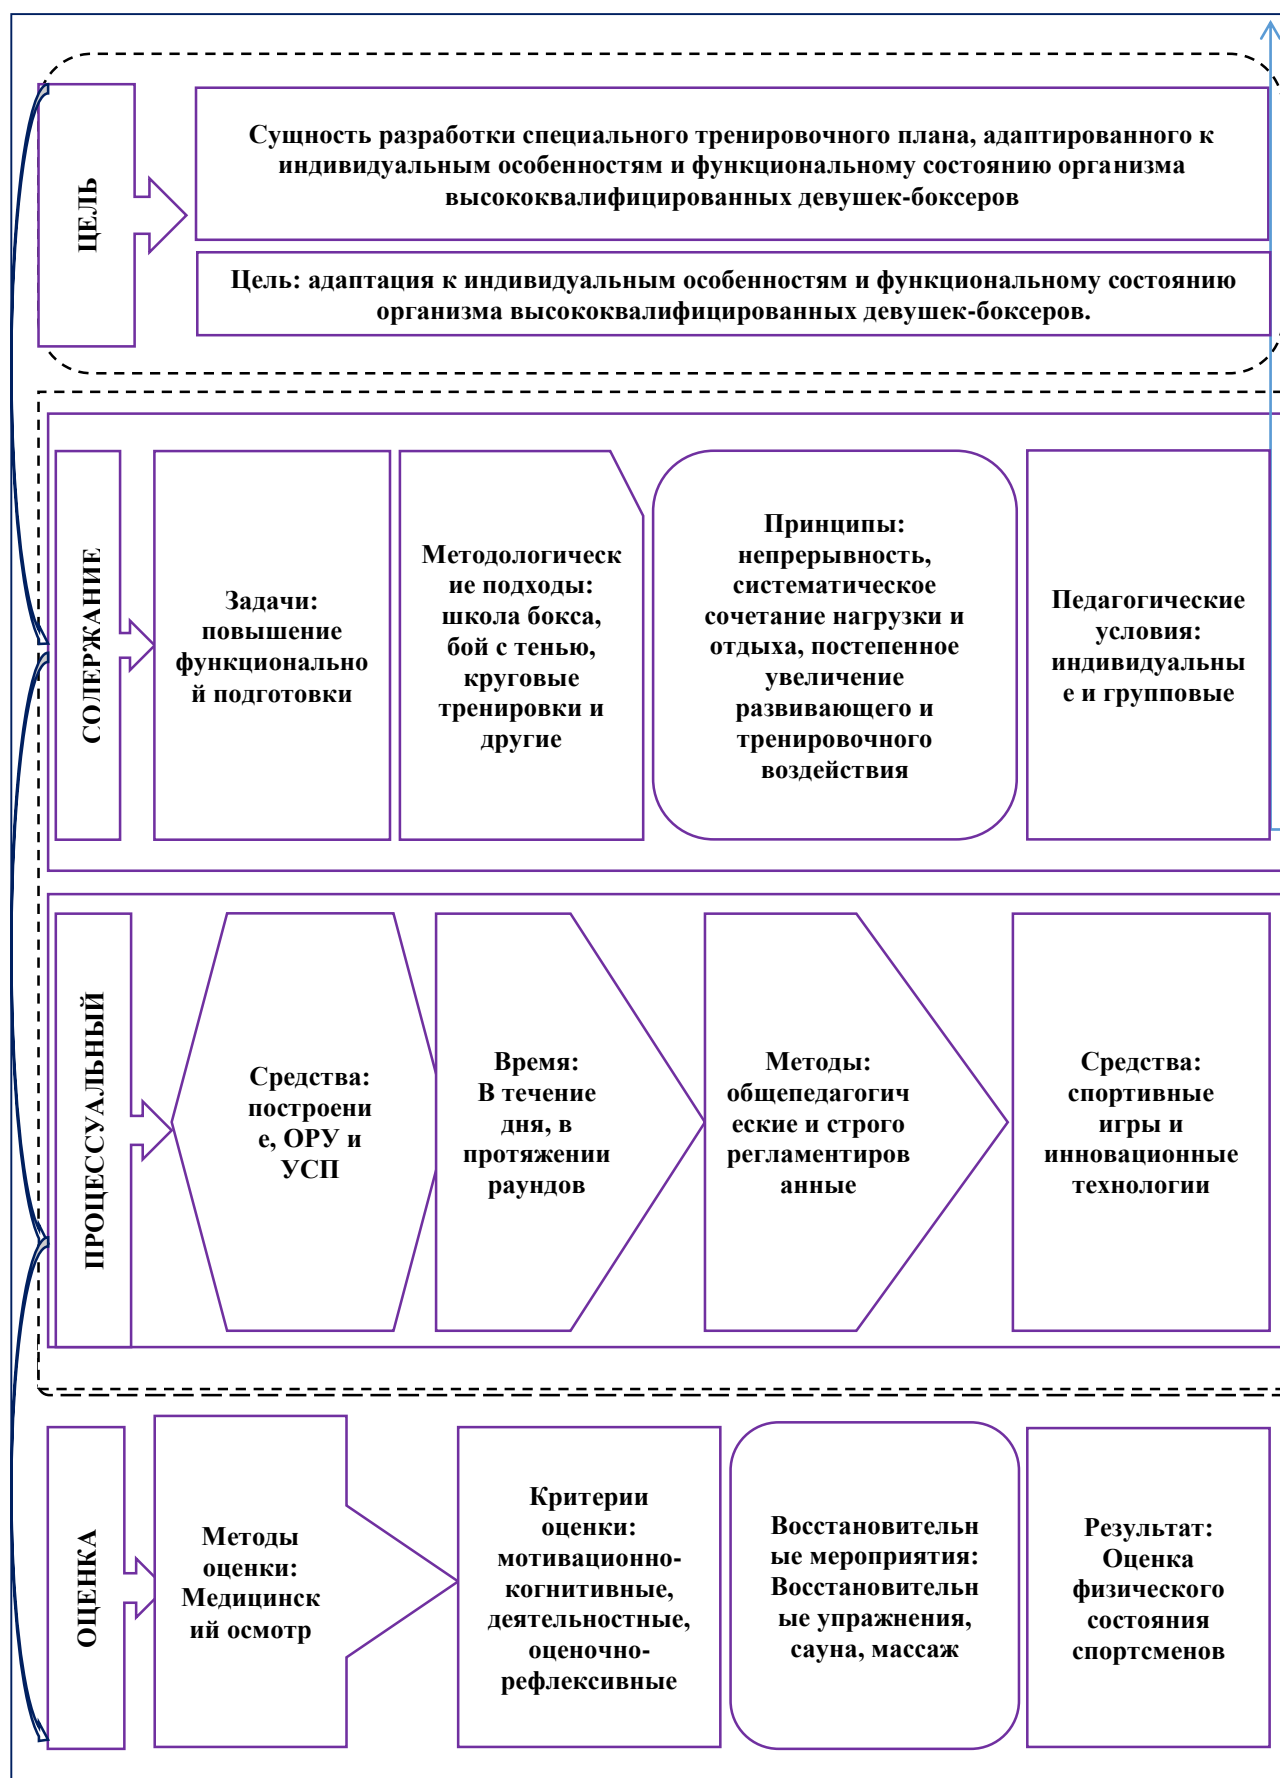 ЦЕЛЬ
Сущность разработки специального тренировочного плана, адаптированного к
индивидуальным особенностям и функциональному состоянию организма
высококвалифицированных девушек-боксеров
Цель: адаптация к индивидуальным особенностям и функциональному состоянию
организма высококвалифицированных девушек-боксеров.
СОДЕРЖАНИЕ
Задачи:
повышение
функционально
й подготовки
Методологическ
ие подходы:
школа бокса,
бой с тенью,
круговые
тренировки и
другие
Принципы:
непрерывность,
систематическое
сочетание нагрузки и
отдыха, постепенное
увеличение
развивающего и
тренировочного
воздействия
Педагогические
условия:
индивидуальны
е и групповые
ПРОЦЕССУАЛЬНЫЙ
Средства:
построени
е, ОРУ и
УСП
Время:
В течение
дня, в
протяжении
раундов
Методы:
общепедагогич
еские и строго
регламентиров
анные
Средства:
спортивные
игры и
инновационные
технологии
ОЦЕНКА
Методы
оценки:
Медицинск
ий осмотр
Критерии
оценки:
мотивационно-
когнитивные,
деятельностные,
оценочно-
рефлексивные
Восстановительн
ые мероприятия:
Восстановительн
ые упражнения,
сауна, массаж
Результат:
Оценка
физического
состояния
спортсменов